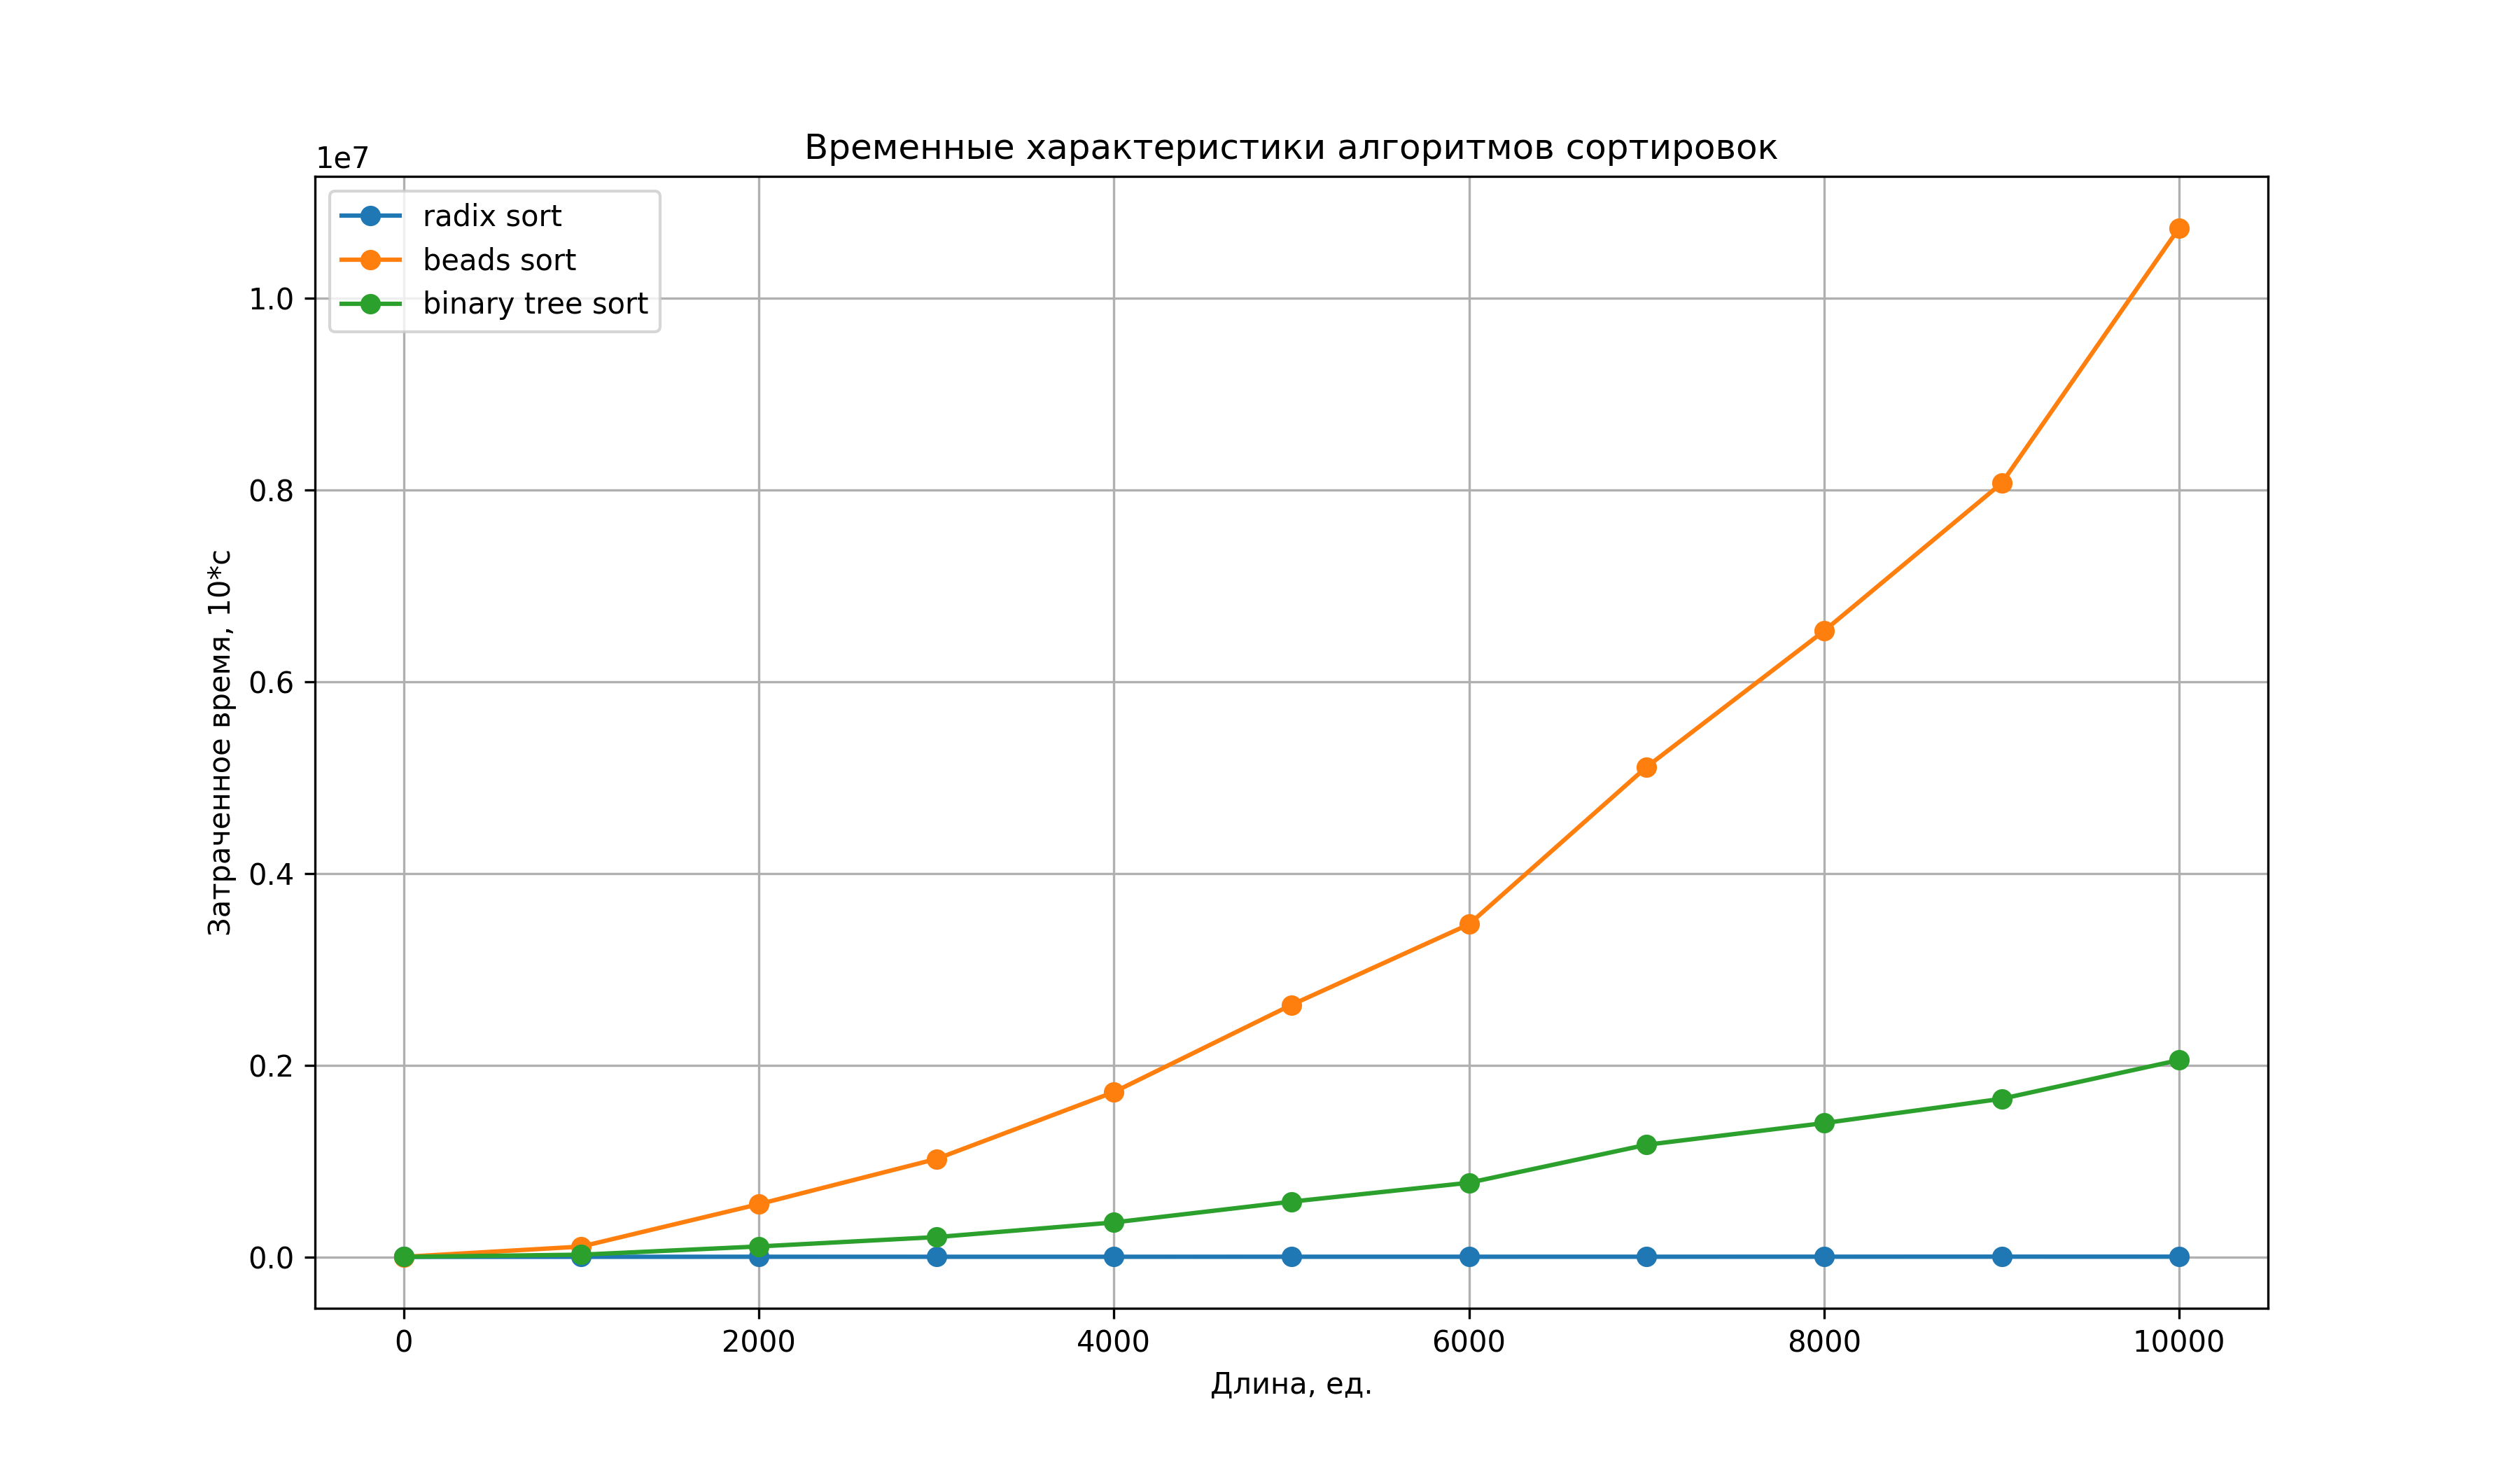 Временные характеристики алгоритмов сортировок
1e7
radix sort
beads sort
binary tree sort
1.0
0.8
0.6
0.4
0.2
0.0
Затраченное время, 10*с
0 2000 4000 6000 8000 10000
Длина, ед.